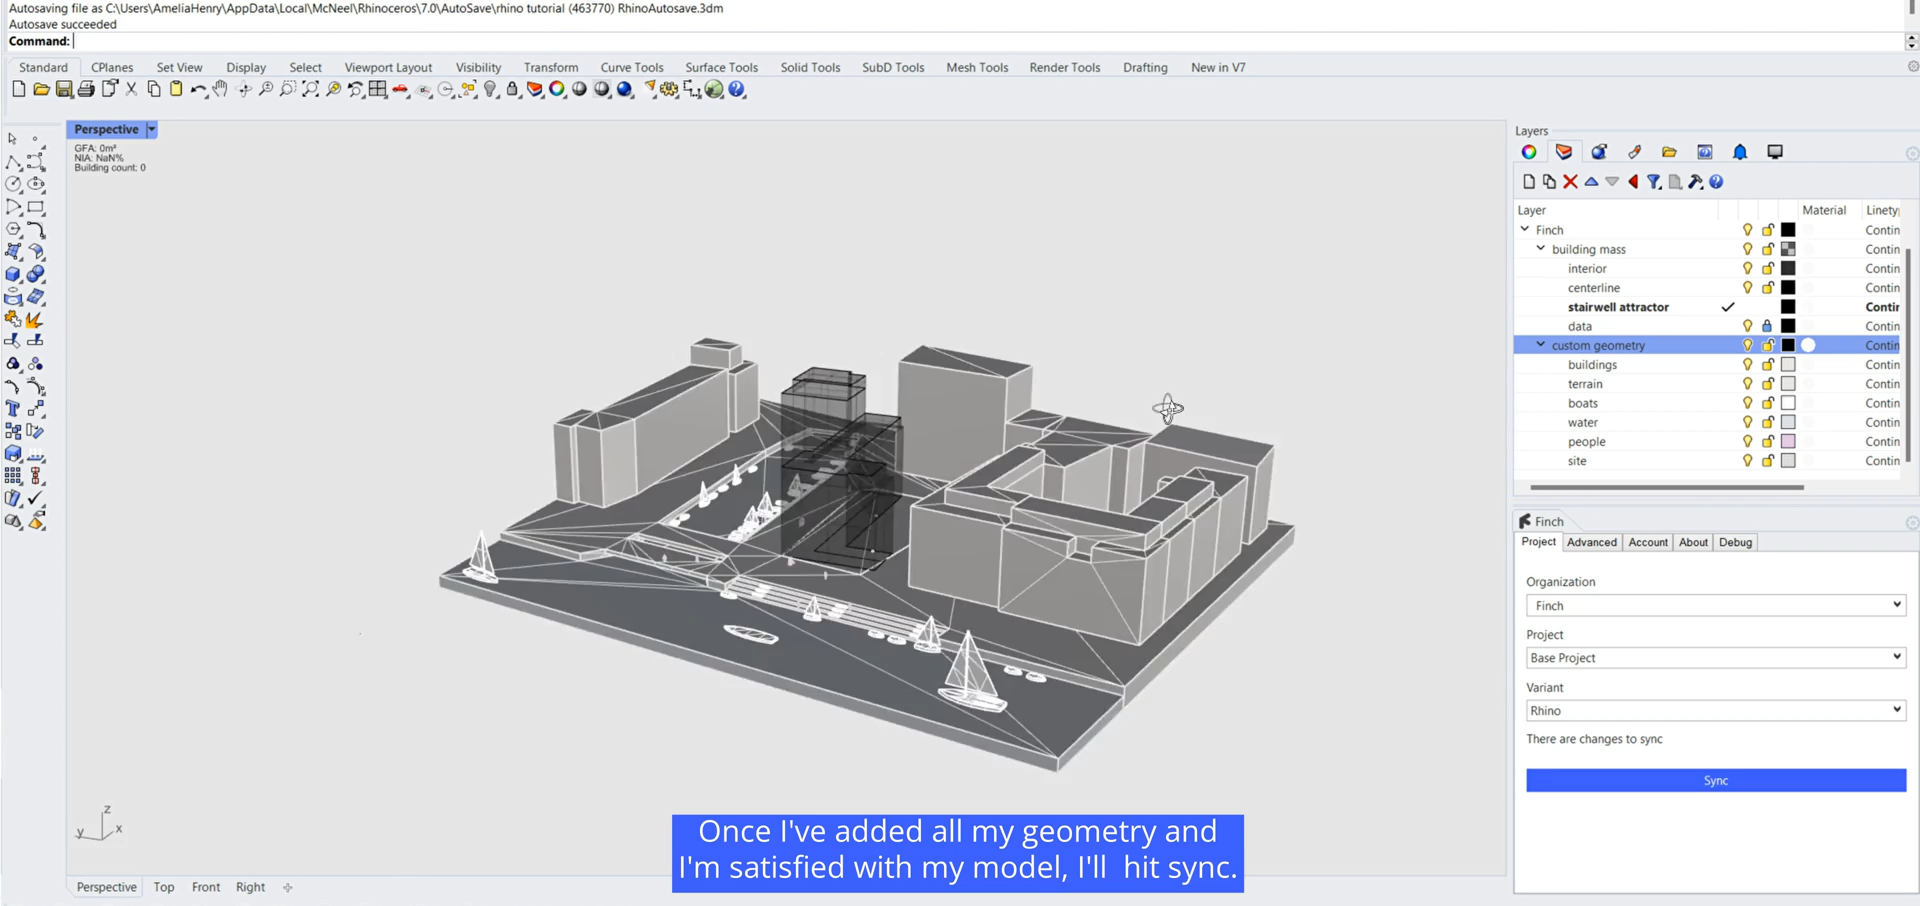 Autosaving file as C:\Users\AmeliaHenry\AppData\Local\McNeel\Rhinoceros\7.0\AutoSave\rhino tutorial (463770) RhinoAutosave.3dm
Autosave succeeded
Command:
Standard CPlanes Set View Display Select Viewport Layout Visibility Transform Curve Tools Surface Tools Solid Tools SubD Tools Mesh Tools Render Tools Drafting New in V7
Perspective
GFA: 0m²
NIA: NaN%
Building count: 0
Layers
Layer Material Linety
Finch Contin
building mass Contin
interior Contin
centerline Contin
stairwell attractor Contin
data Contin
custom geometry Contin
buildings Contin
terrain Contin
boats Contin
water Contin
people Contin
site Contin
Finch
Project Advanced Account About Debug
Organization
Finch
Project
Base Project
Variant
Rhino
There are changes to sync
Sync
z
y x
Once I've added all my geometry and
I'm satisfied with my model, I'll hit sync.
Perspective Top Front Right